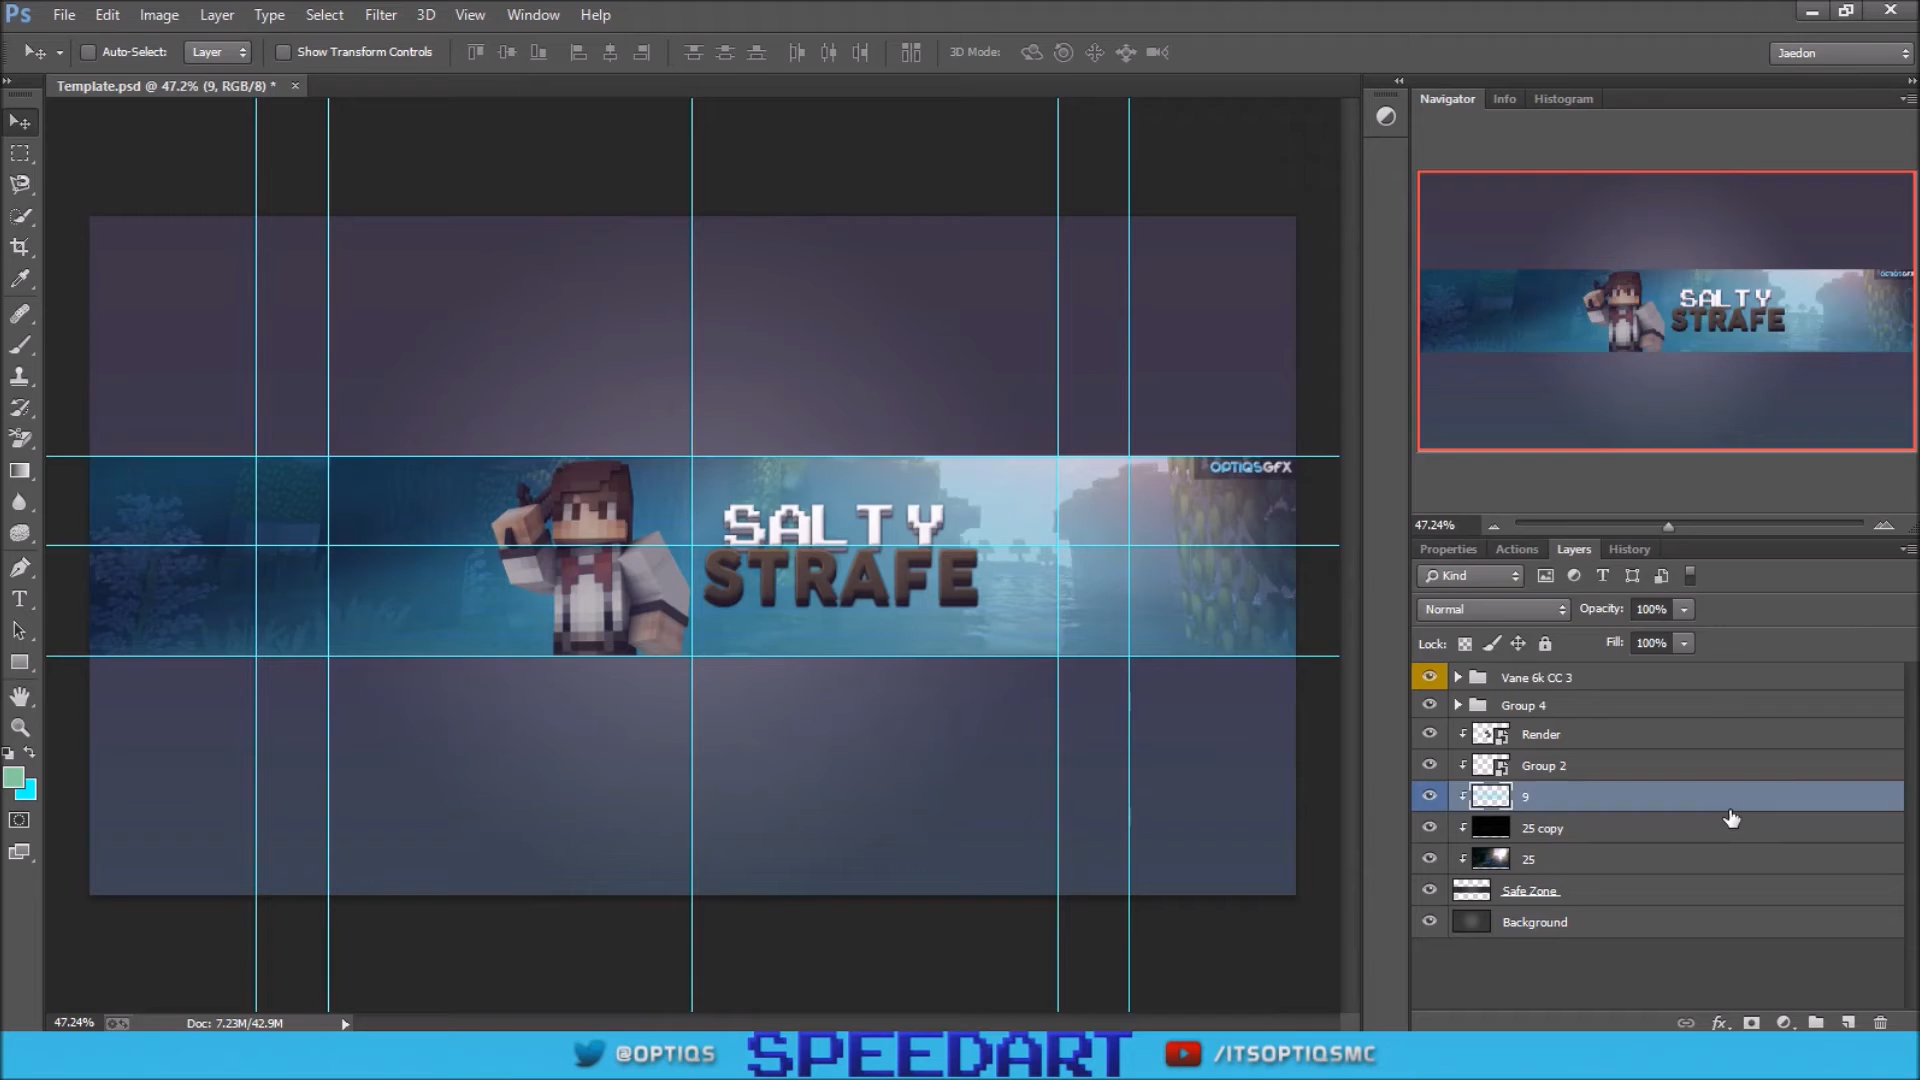 Ps File Edit Image Layer Type Select Filter 3D View Window Help
Auto-Select: Layer Show Transform Controls 3D Mode: Jaedon
Template.psd @ 47.2% (9, RGB/8) *
Navigator Info Histogram
SALTY
STRAFE
OPTIQSGFX
SALTY
STRAFE
47.24%
Properties Actions Layers History
Kind
Normal Opacity: 100%
Lock: Fill: 100%
Vane 6k CC 3
Group 4
Render
Group 2
9
25 copy
25
Safe Zone
Background
47.24% Doc: 7.23M/42.9M
@OPTIQS SPEEDART /ITSOPTIQSMC